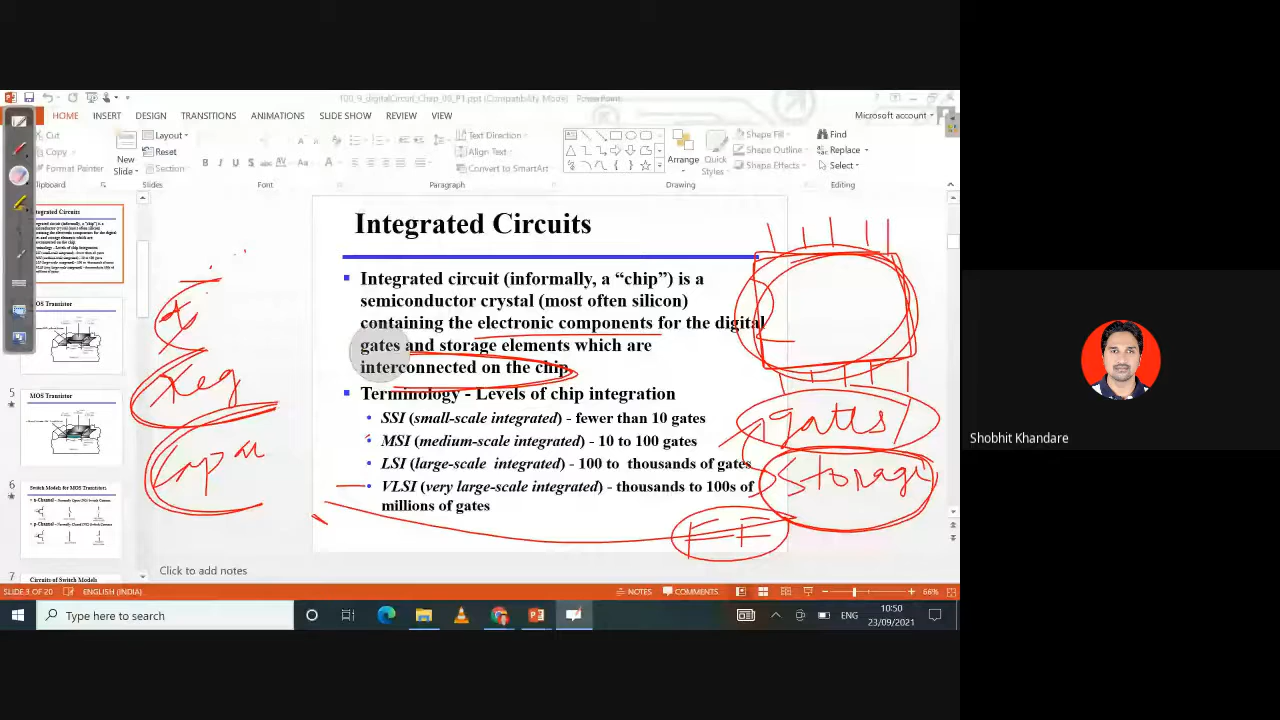 100_9_digitalCircuit_Chap_09_P1.ppt (Compatibility Mode) - PowerPoint
HOME INSERT DESIGN TRANSITIONS ANIMATIONS SLIDE SHOW REVIEW VIEW
Microsoft account
Cut
Copy
Format Painter
New
Slide
Layout
Reset
Section
Text Direction
Align Text
Convert to SmartArt
Arrange
Quick
Styles
Shape Fill
Shape Outline
Shape Effects
Find
Replace
Select
Slides
Font
Paragraph
Drawing
Editing
Integrated Circuits
Integrated circuit (informally, a “chip”) is a
semiconductor crystal (most often silicon)
containing the electronic components for the digital
gates and storage elements which are
interconnected on the chip.
Terminology - Levels of chip integration
SSI (small-scale integrated) - fewer than 10 gates
MSI (medium-scale integrated) - 10 to 100 gates
LSI (large-scale integrated) - 100 to thousands of gates
VLSI (very large-scale integrated) - thousands to 100s of
millions of gates
gates
Storage
FF
MOS Transistor
5
MOS Transistor
6
Switch Models for MOS Transistors
7
Circuits of Switch Models
Click to add notes
SLIDE 3 OF 20
ENGLISH (INDIA)
NOTES
COMMENTS
66%
Type here to search
ENG
10:50
23/09/2021
Shobhit Khandare